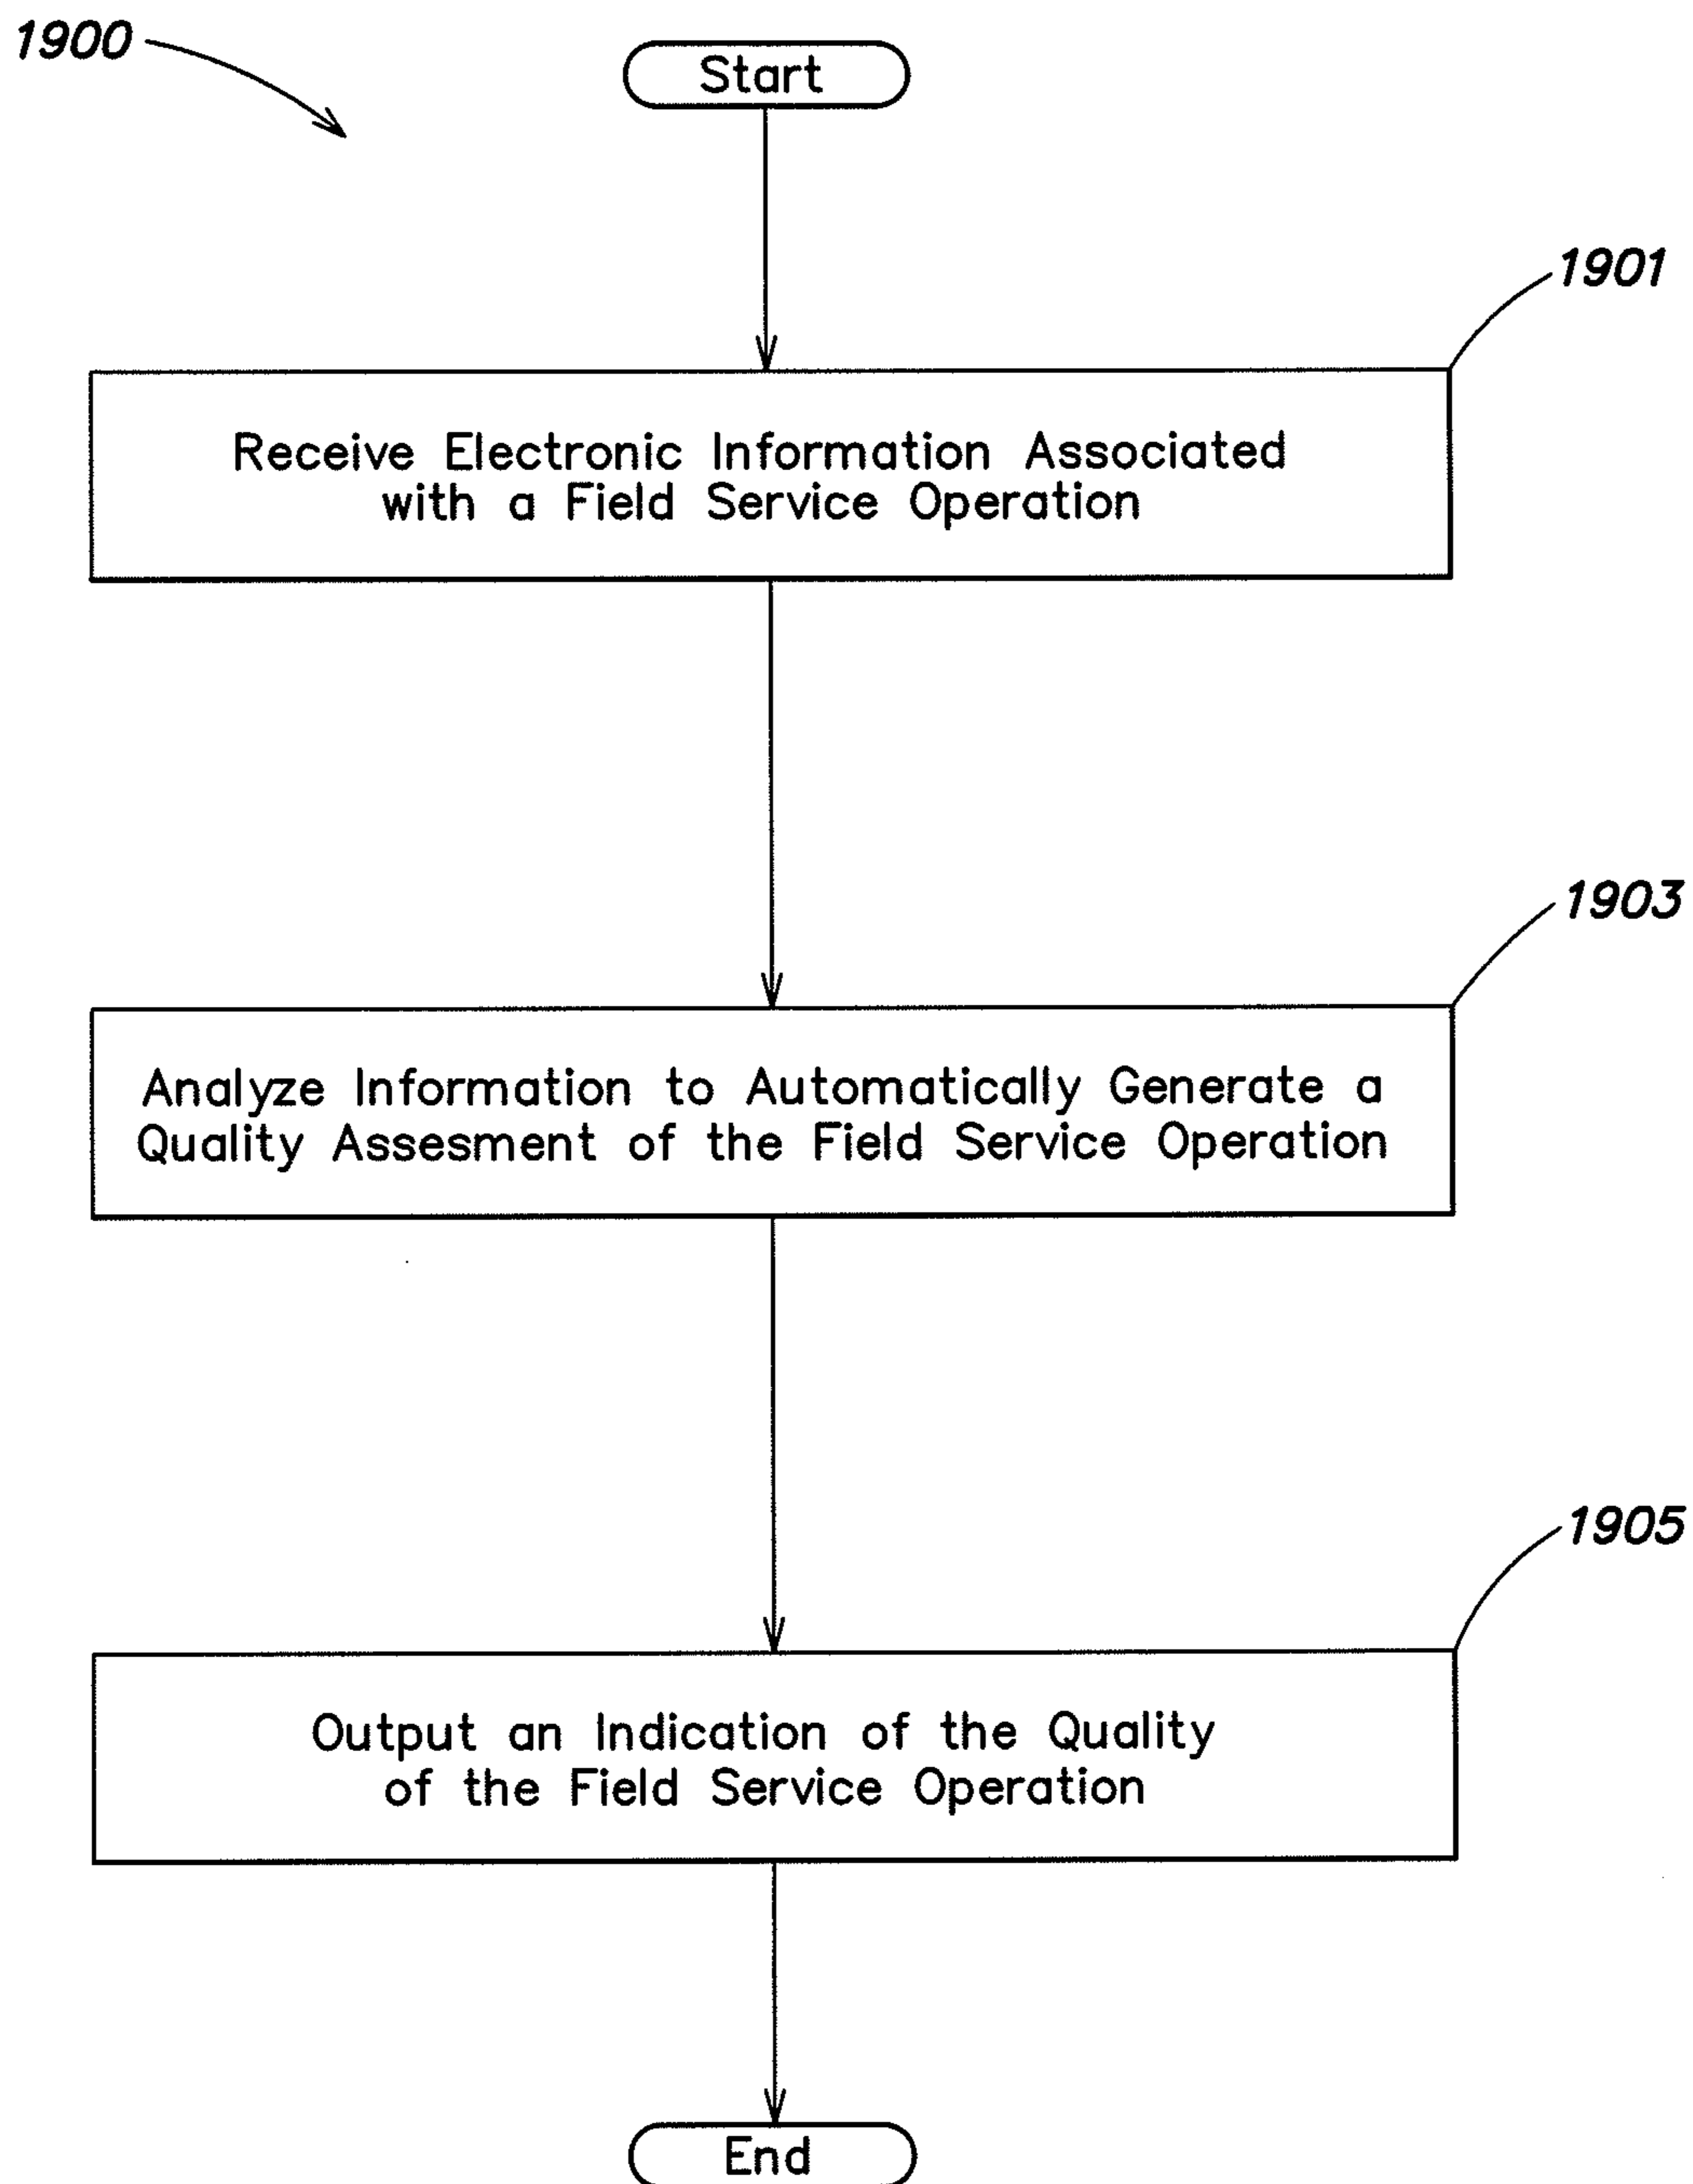 1900
Start
1901
Receive Electronic Information Associated
with a Field Service Operation
1903
Analyze Information to Automatically Generate a
Quality Assesment of the Field Service Operation
1905
Output an Indication of the Quality
of the Field Service Operation
End